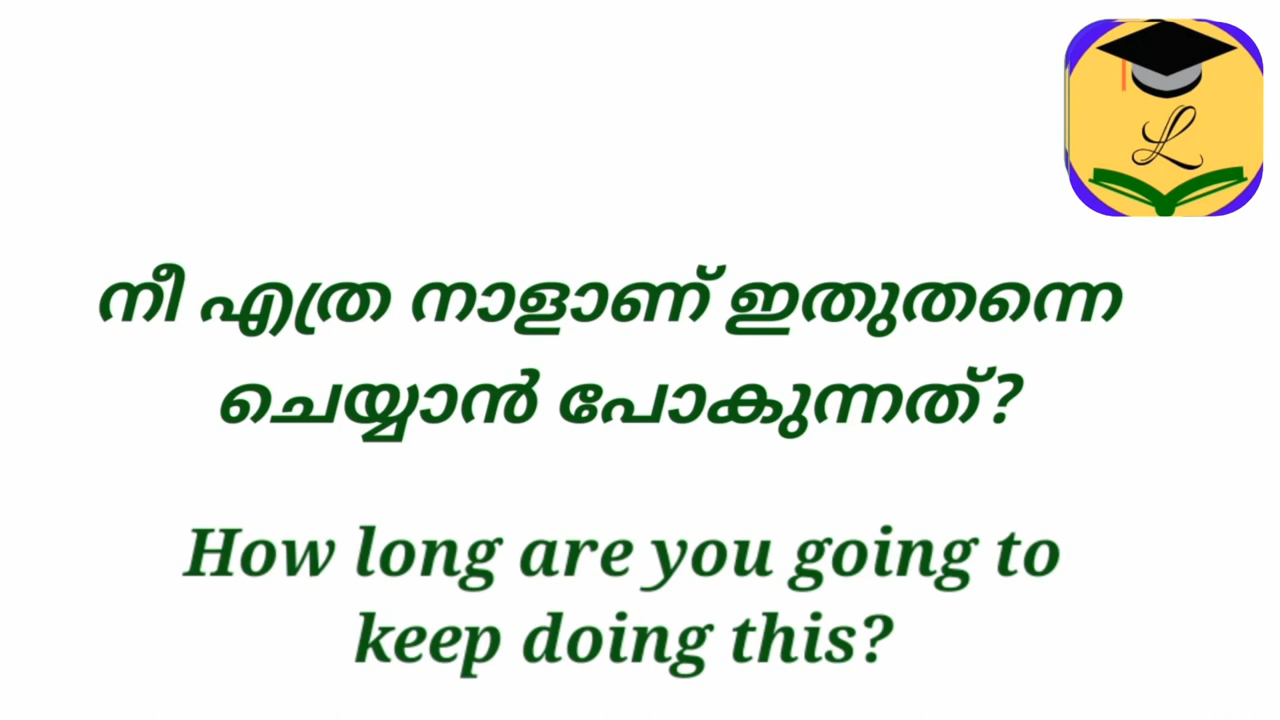 L
നീ എത്ര നാളാണ് ഇതുതന്നെ
ചെയ്യാൻ പോകുന്നത്?
How long are you going to
keep doing this?